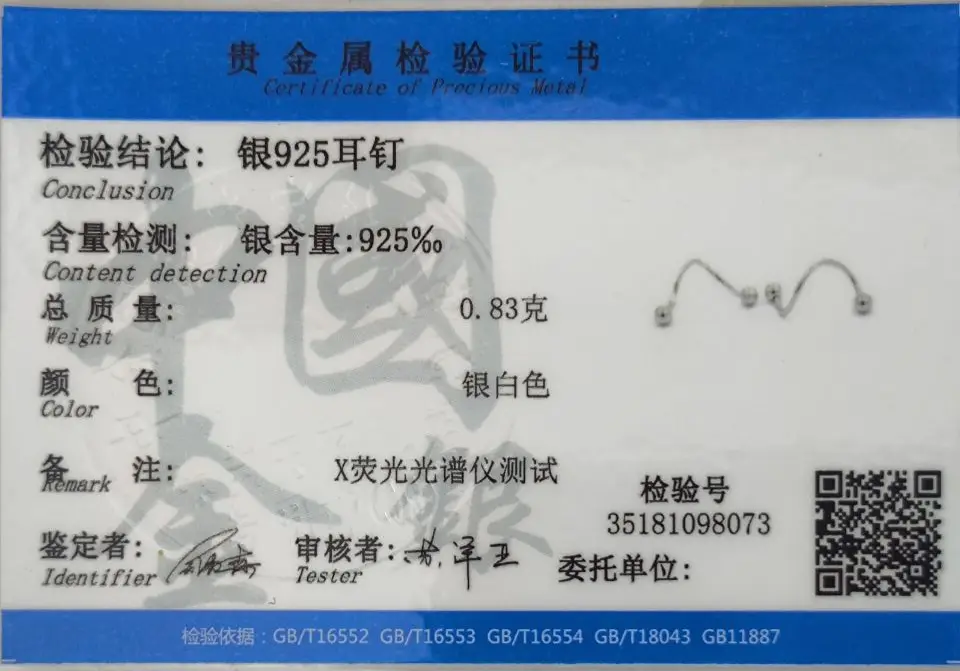 贵金属检验证书
Certificate of Precious Metal
检验结论: 银925耳钉
Conclusion
含量检测: 银含量:925‰
Content detection
总质量: 0.83克
Weight
颜色: 银白色
Color
备注: X荧光光谱仪测试
Remark
检验号
35181098073
鉴定者:
Identifier
审核者:
Tester
委托单位:
中國
金銀
检验依据：GB/T16552 GB/T16553 GB/T16554 GB/T18043 GB11887